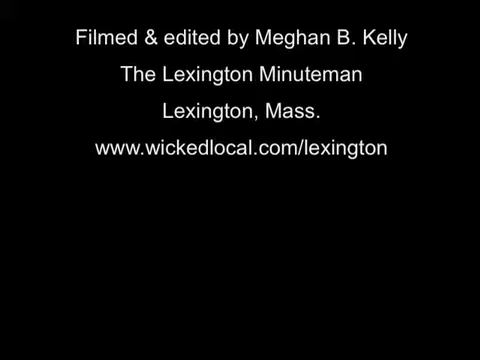 Filmed & edited by Meghan B. Kelly
The Lexington Minuteman
Lexington, Mass.
www.wickedlocal.com/lexington